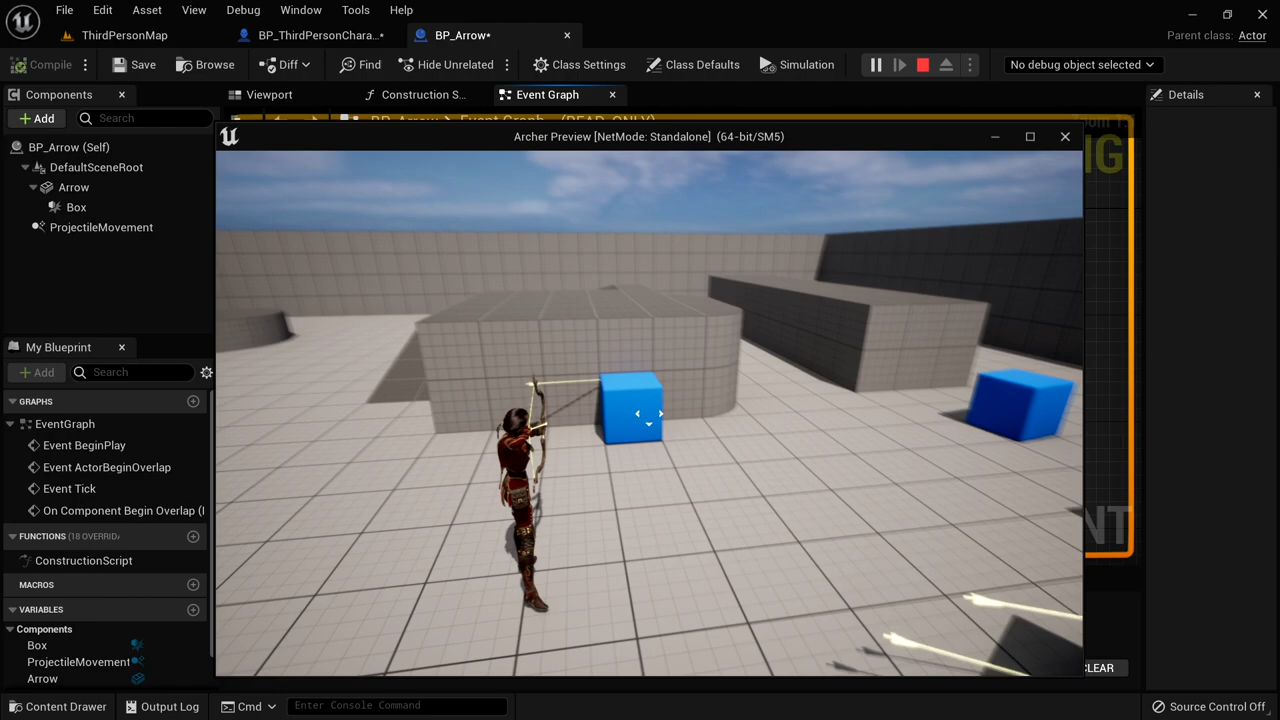 File Edit Asset View Debug Window Tools Help
ThirdPersonMap BP_ThirdPersonChara...* BP_Arrow* Parent class: Actor
Compile Save Browse Diff Find Hide Unrelated Class Settings Class Defaults Simulation No debug object selected
Components Viewport Construction S... Event Graph Details
+ Add Search
BP_Arrow (Self)
Archer Preview [NetMode: Standalone] (64-bit/SM5)
DefaultSceneRoot
Arrow
Box
ProjectileMovement
My Blueprint
+ Add Search
GRAPHS
EventGraph
Event BeginPlay
Event ActorBeginOverlap
Event Tick
On Component Begin Overlap (
FUNCTIONS (18 OVERRID
ConstructionScript
MACROS
VARIABLES
Components
Box
ProjectileMovement
Arrow
CLEAR
Content Drawer Output Log Cmd Enter Console Command Source Control Off